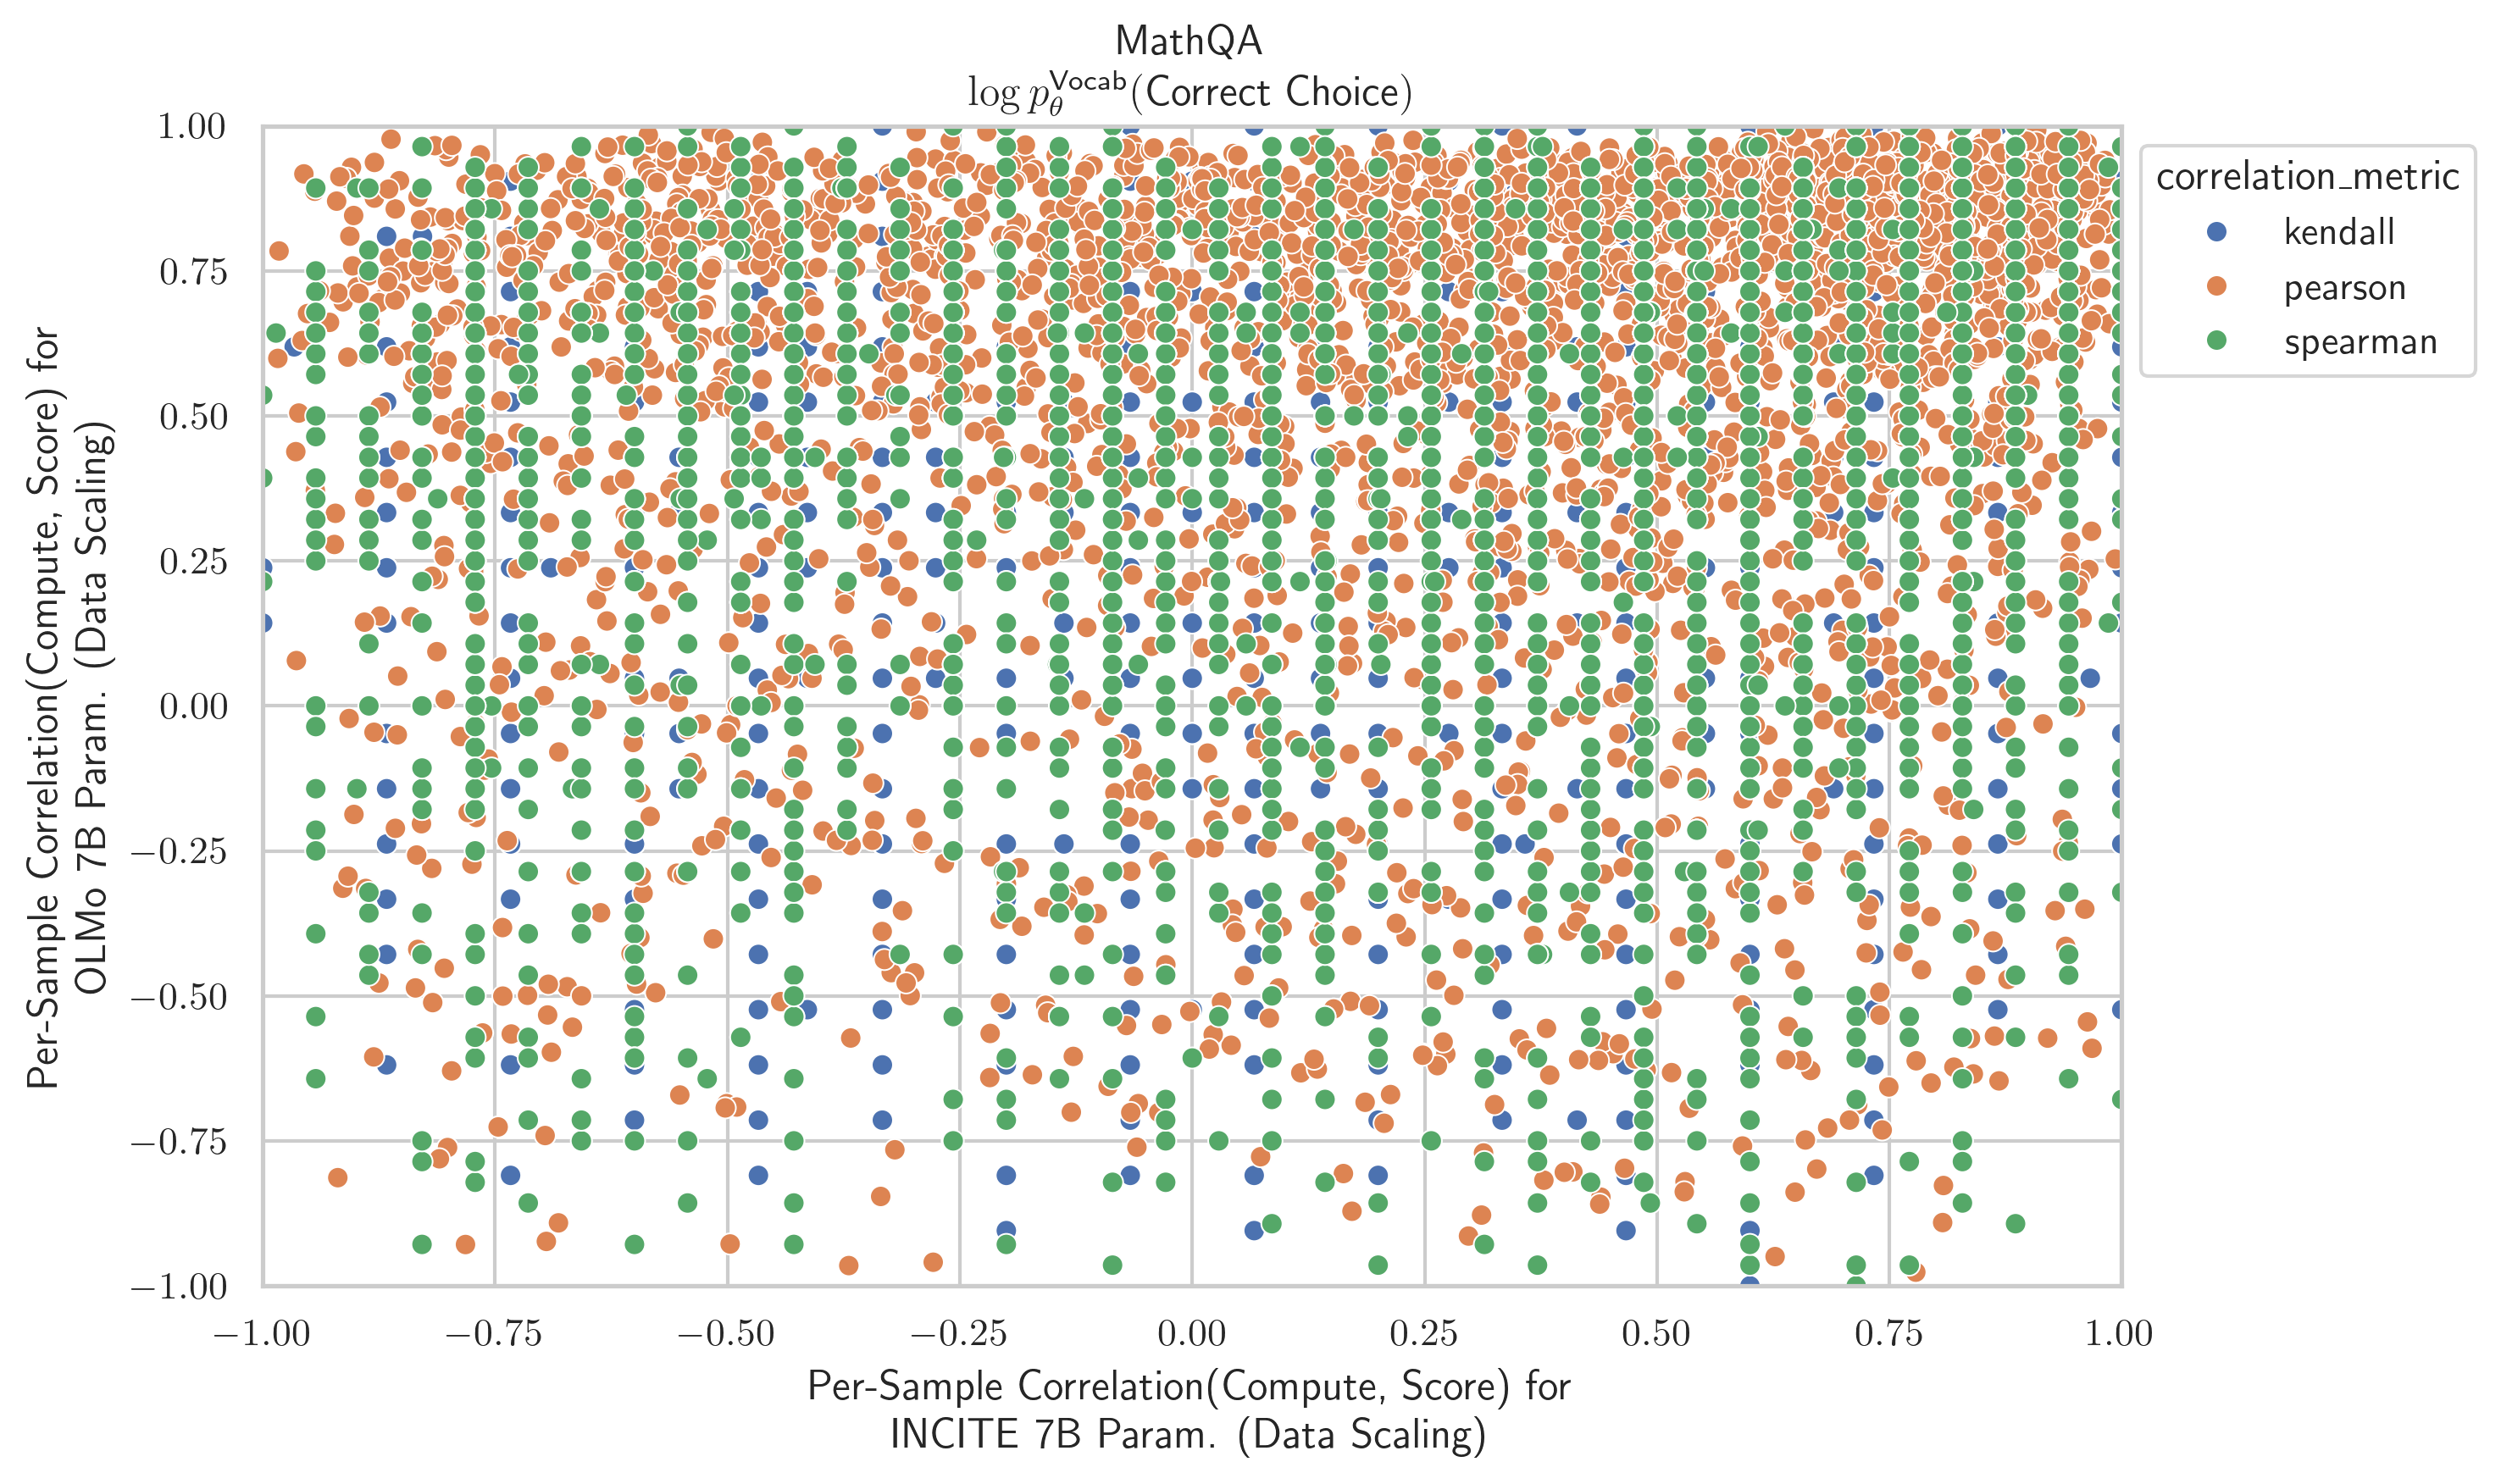 MathQA
log p_θ^Vocab(Correct Choice)
1.00
0.75
0.50
0.25
0.00
−0.25
−0.50
−0.75
−1.00
Per-Sample Correlation(Compute, Score) for
OLMo 7B Param. (Data Scaling)
−1.00 −0.75 −0.50 −0.25 0.00 0.25 0.50 0.75 1.00
Per-Sample Correlation(Compute, Score) for
INCITE 7B Param. (Data Scaling)
correlation_metric
kendall
pearson
spearman